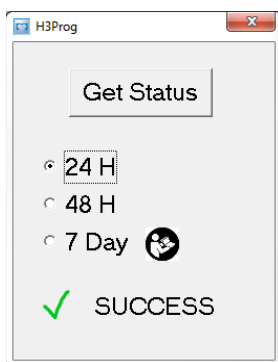 H3Prog
Get Status
24 H
48 H
7 Day
SUCCESS